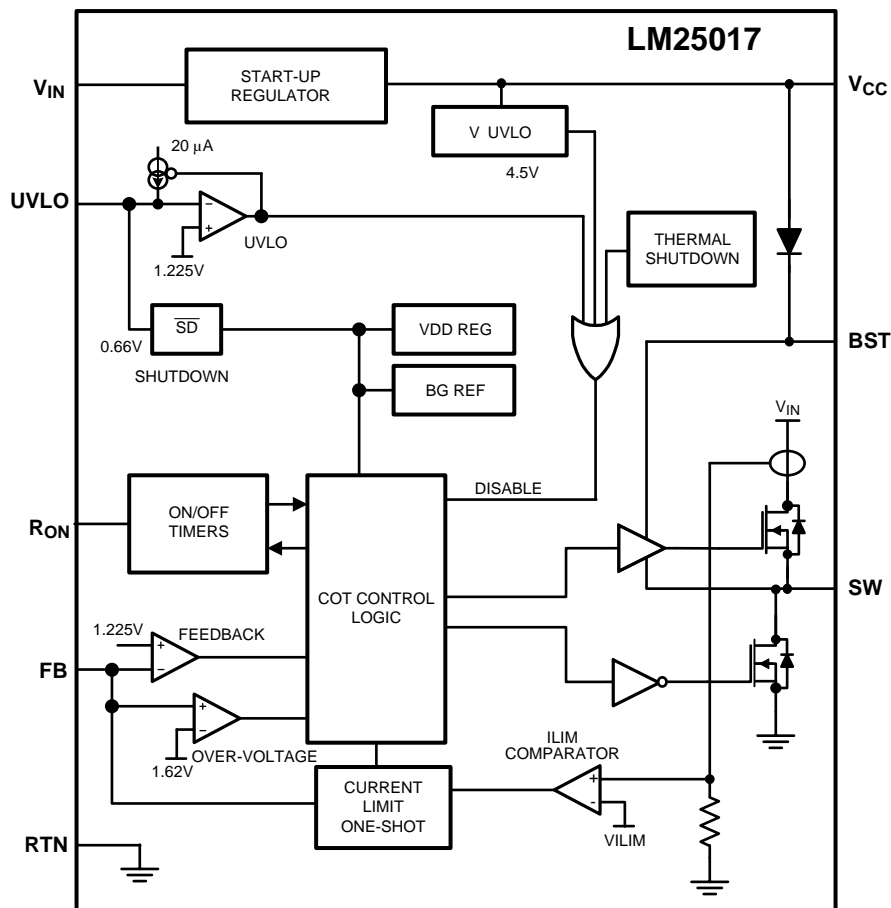 LM25017
VIN
START-UP
REGULATOR
VCC
20 µA
V UVLO
4.5V
UVLO
UVLO
1.225V
THERMAL
SHUTDOWN
0.66V
SD
SHUTDOWN
VDD REG
BG REF
BST
VIN
DISABLE
RON
ON/OFF
TIMERS
COT CONTROL
LOGIC
SW
1.225V
FEEDBACK
FB
OVER-VOLTAGE
1.62V
ILIM
COMPARATOR
CURRENT
LIMIT
ONE-SHOT
VILIM
RTN